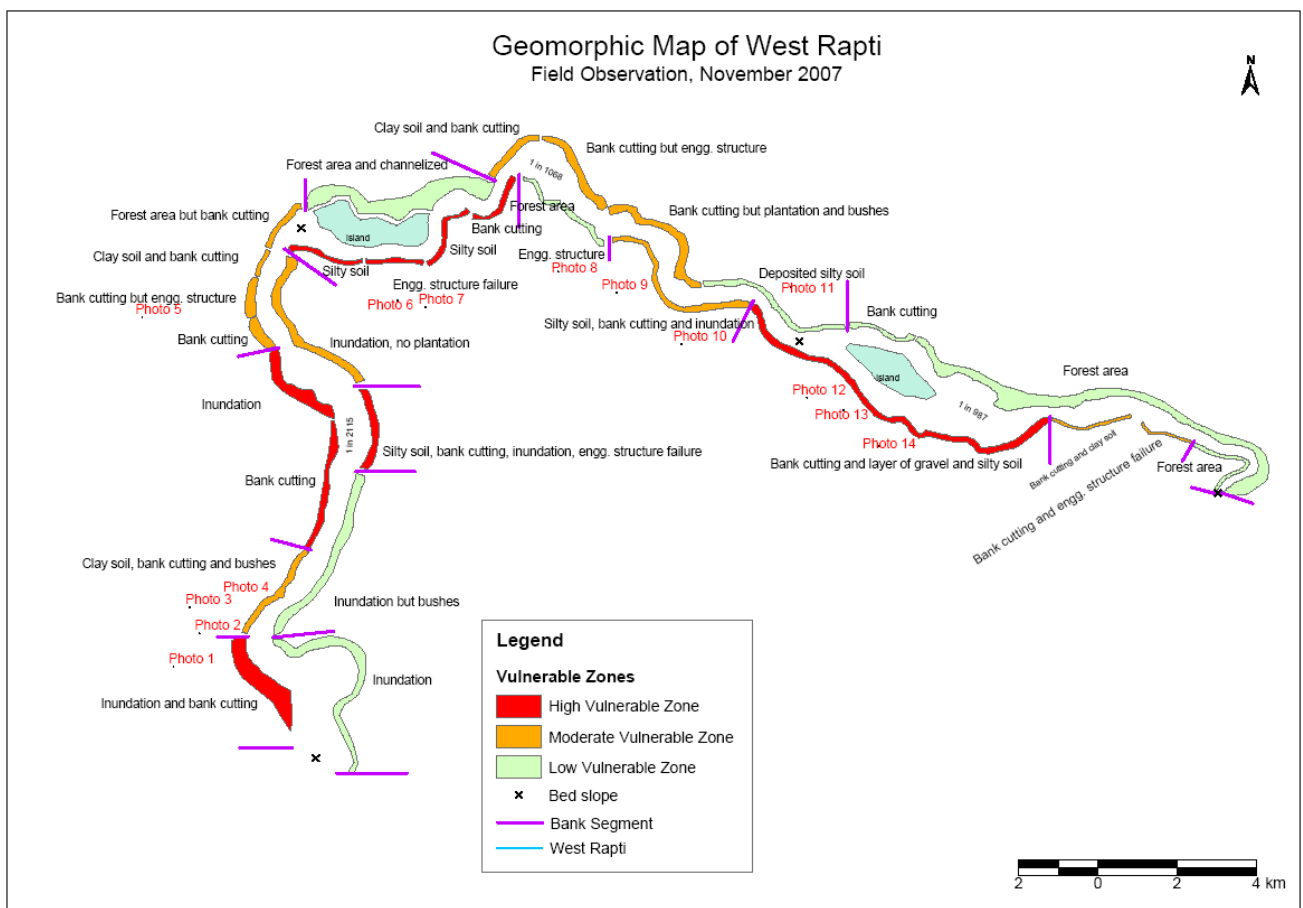 Geomorphic Map of West Rapti
Field Observation, November 2007
N
Clay soil and bank cutting
Bank cutting but engg. structure
Forest area and channelized
1 in 1068
Forest area but bank cutting
Forest area
Bank cutting but plantation and bushes
Bank cutting
Island
Silty soil
Engg. structure
Clay soil and bank cutting
Silty soil
Photo 8
Deposited silty soil
Engg. structure failure
Photo 9
Photo 11
Bank cutting but engg. structure
Photo 5
Photo 6
Photo 7
Bank cutting
Silty soil, bank cutting and inundation
Photo 10
Bank cutting
Inundation, no plantation
Forest area
Island
Photo 12
Inundation
Photo 13
1 in 987
1 in 2115
Photo 14
Silty soil, bank cutting, inundation, engg. structure failure
Bank cutting and layer of gravel and silty soil
Bank cutting and clay soil
Forest area
Bank cutting
Bank cutting and engg. structure failure
Clay soil, bank cutting and bushes
Photo 4
Photo 3
Inundation but bushes
Photo 2
Photo 1
Inundation
Inundation and bank cutting
Legend
Vulnerable Zones
High Vulnerable Zone
Moderate Vulnerable Zone
Low Vulnerable Zone
Bed slope
Bank Segment
West Rapti
2 0 2 4 km